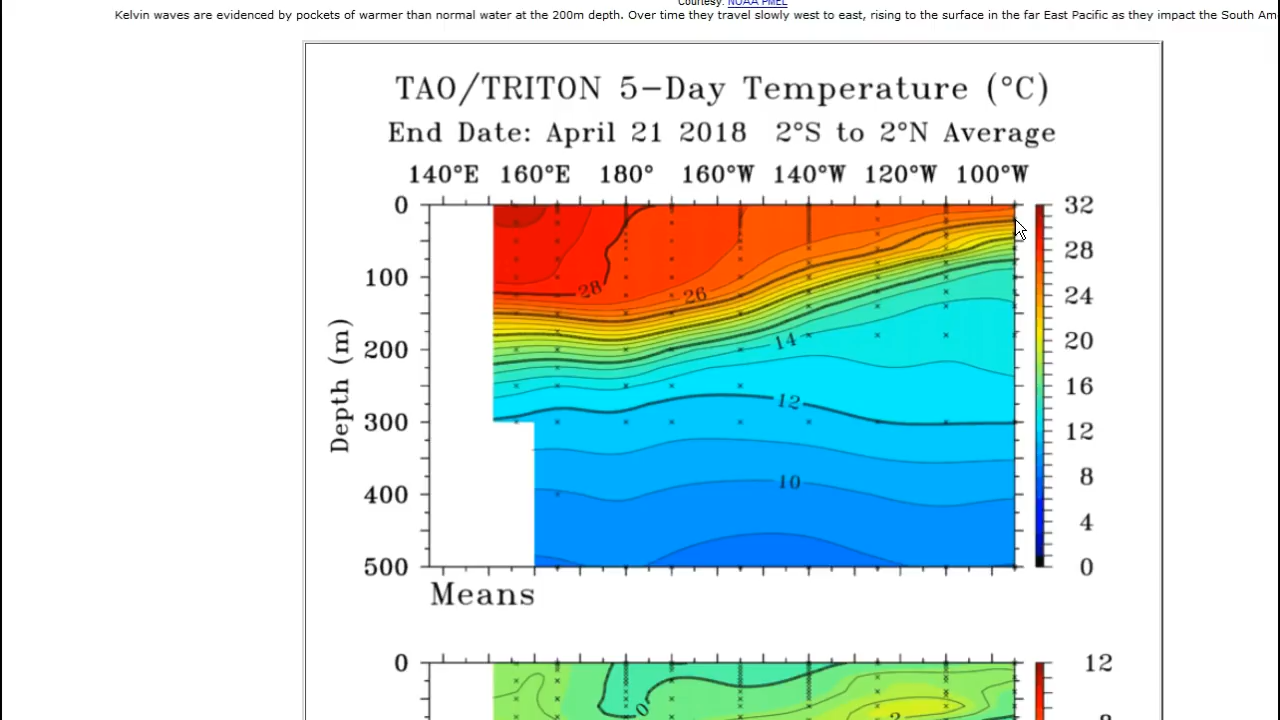 Courtesy: NOAA PMEL
Kelvin waves are evidenced by pockets of warmer than normal water at the 200m depth. Over time they travel slowly west to east, rising to the surface in the far East Pacific as they impact the South Am
TAO/TRITON 5-Day Temperature (°C)
End Date: April 21 2018 2°S to 2°N Average
140°E 160°E 180° 160°W 140°W 120°W 100°W
0 32
28
100 28 26 24
20
200 14 16
Depth (m)
300 12 12
8
400 10
4
500 0
Means
0 12
0 2 8